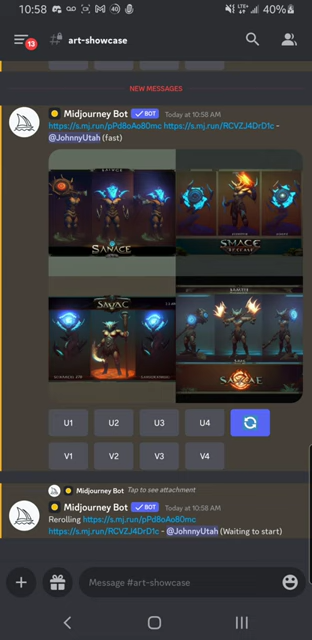 10:58
40%
13
art-showcase
NEW MESSAGES
Midjourney Bot BOT Today at 10:58 AM
https://s.mj.run/pPd8oAo80mc https://s.mj.run/RCVZJ4DrD1c -
@JohnnyUtah (fast)
SANACE
SMACE
SAVAC
U1 U2 U3 U4
V1 V2 V3 V4
Midjourney Bot Tap to see attachment
Midjourney Bot BOT Today at 10:58 AM
Rerolling https://s.mj.run/pPd8oAo80mc
https://s.mj.run/RCVZJ4DrD1c - @JohnnyUtah (Waiting to start)
Message #art-showcase